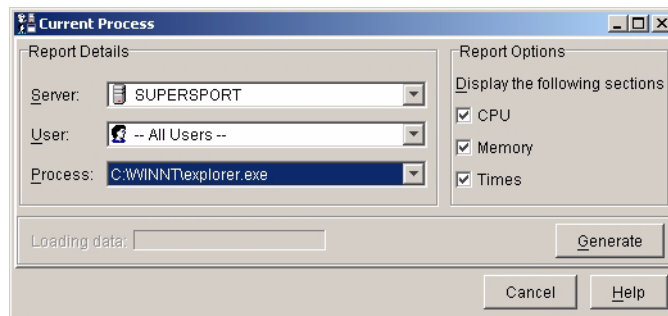 Current Process
Report Details
Server: SUPERSPORT
User: -- All Users --
Process: C:\WINNT\explorer.exe
Report Options
Display the following sections
CPU
Memory
Times
Loading data:
Generate
Cancel
Help